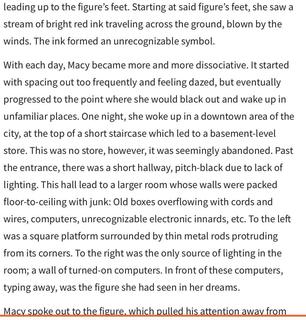 leading up to the figure's feet. Starting at said figure's feet, she saw a
stream of bright red ink traveling across the ground, blown by the
winds. The ink formed an unrecognizable symbol.
With each day, Macy became more and more dissociative. It started
with spacing out too frequently and feeling dazed, but eventually
progressed to the point where she would black out and wake up in
unfamiliar places. One night, she woke up in a downtown area of the
city, at the top of a short staircase which led to a basement-level
store. This was no store, however, it was seemingly abandoned. Past
the entrance, there was a short hallway, pitch-black due to lack of
lighting. This hall lead to a larger room whose walls were packed
floor-to-ceiling with junk: Old boxes overflowing with cords and
wires, computers, unrecognizable electronic innards, etc. To the left
was a square platform surrounded by thin metal rods protruding
from its corners. To the right was the only source of lighting in the
room; a wall of turned-on computers. In front of these computers,
typing away, was the figure she had seen in her dreams.
Macy spoke out to the figure, which pulled his attention away from